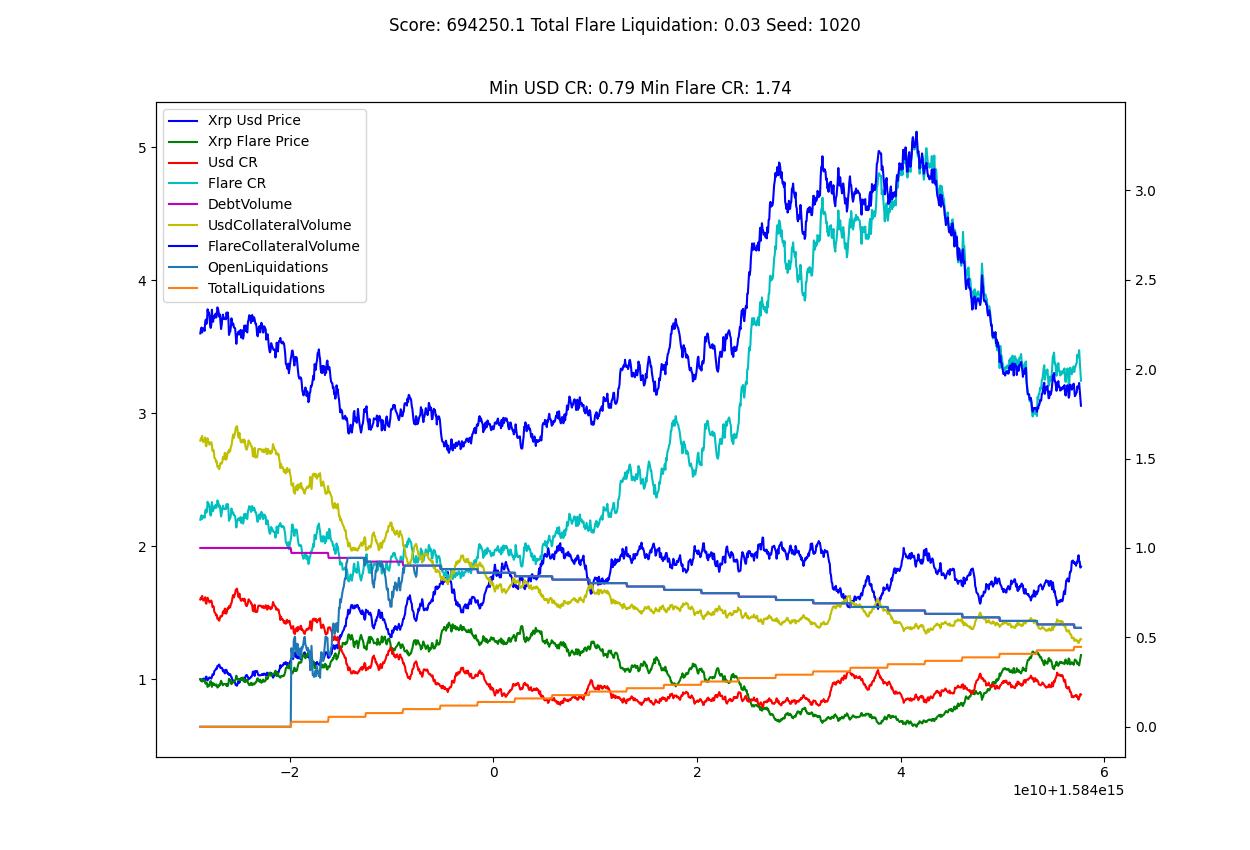 Score: 694250.1 Total Flare Liquidation: 0.03 Seed: 1020
Min USD CR: 0.79 Min Flare CR: 1.74
Xrp Usd Price
Xrp Flare Price
Usd CR
Flare CR
DebtVolume
UsdCollateralVolume
FlareCollateralVolume
OpenLiquidations
TotalLiquidations
5
4
3
2
1
3.0
2.5
2.0
1.5
1.0
0.5
0.0
−2
0
2
4
6
1e10+1.584e15